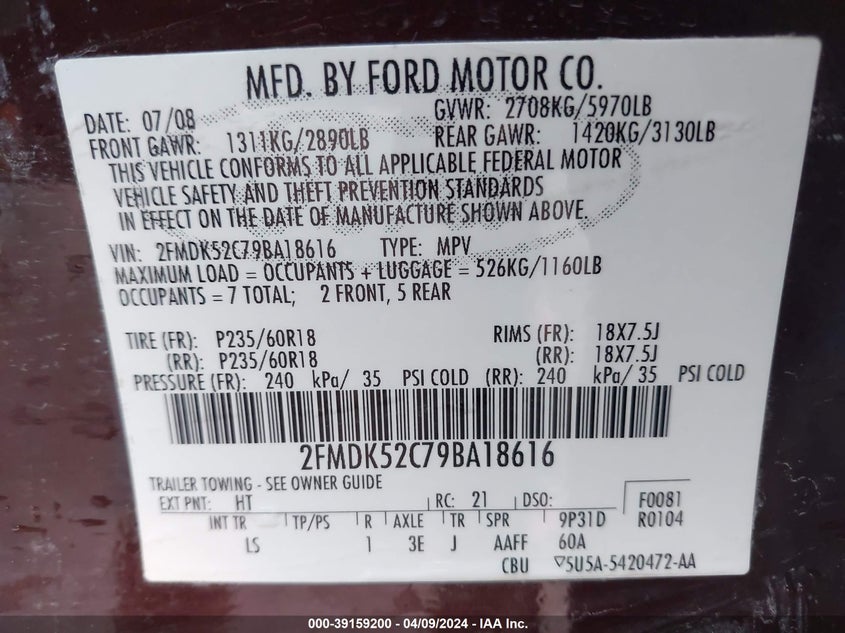 MFD. BY FORD MOTOR CO.
DATE: 07/08 GVWR: 2708KG/5970LB
FRONT GAWR: 1311KG/2890LB REAR GAWR: 1420KG/3130LB
THIS VEHICLE CONFORMS TO ALL APPLICABLE FEDERAL MOTOR
VEHICLE SAFETY AND THEFT PREVENTION STANDARDS
IN EFFECT ON THE DATE OF MANUFACTURE SHOWN ABOVE.
VIN: 2FMDK52C79BA18616 TYPE: MPV
MAXIMUM LOAD = OCCUPANTS + LUGGAGE = 526KG/1160LB
OCCUPANTS = 7 TOTAL; 2 FRONT, 5 REAR
TIRE (FR): P235/60R18 RIMS (FR): 18X7.5J
(RR): P235/60R18 (RR): 18X7.5J
PRESSURE (FR): 240 kPa/ 35 PSI COLD (RR): 240 kPa/ 35 PSI COLD
2FMDK52C79BA18616
TRAILER TOWING - SEE OWNER GUIDE
EXT PNT: HT RC: 21 DSO: F0081
R0104
INT TR TP/PS R AXLE TR SPR 9P31D
LS 1 3E J AAFF 60A
CBU ▽5U5A-5420472-AA
000-39159200 - 04/09/2024 - IAA Inc.